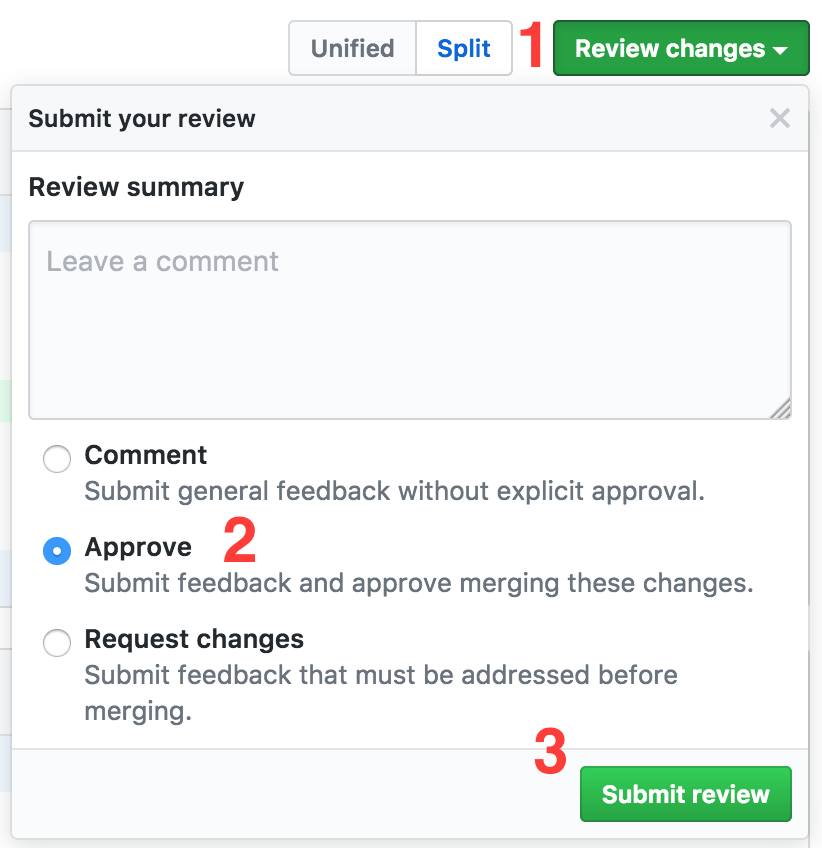 Unified Split 1 Review changes
Submit your review
Review summary
Leave a comment
Comment
Submit general feedback without explicit approval.
Approve 2
Submit feedback and approve merging these changes.
Request changes
Submit feedback that must be addressed before
merging.
3
Submit review